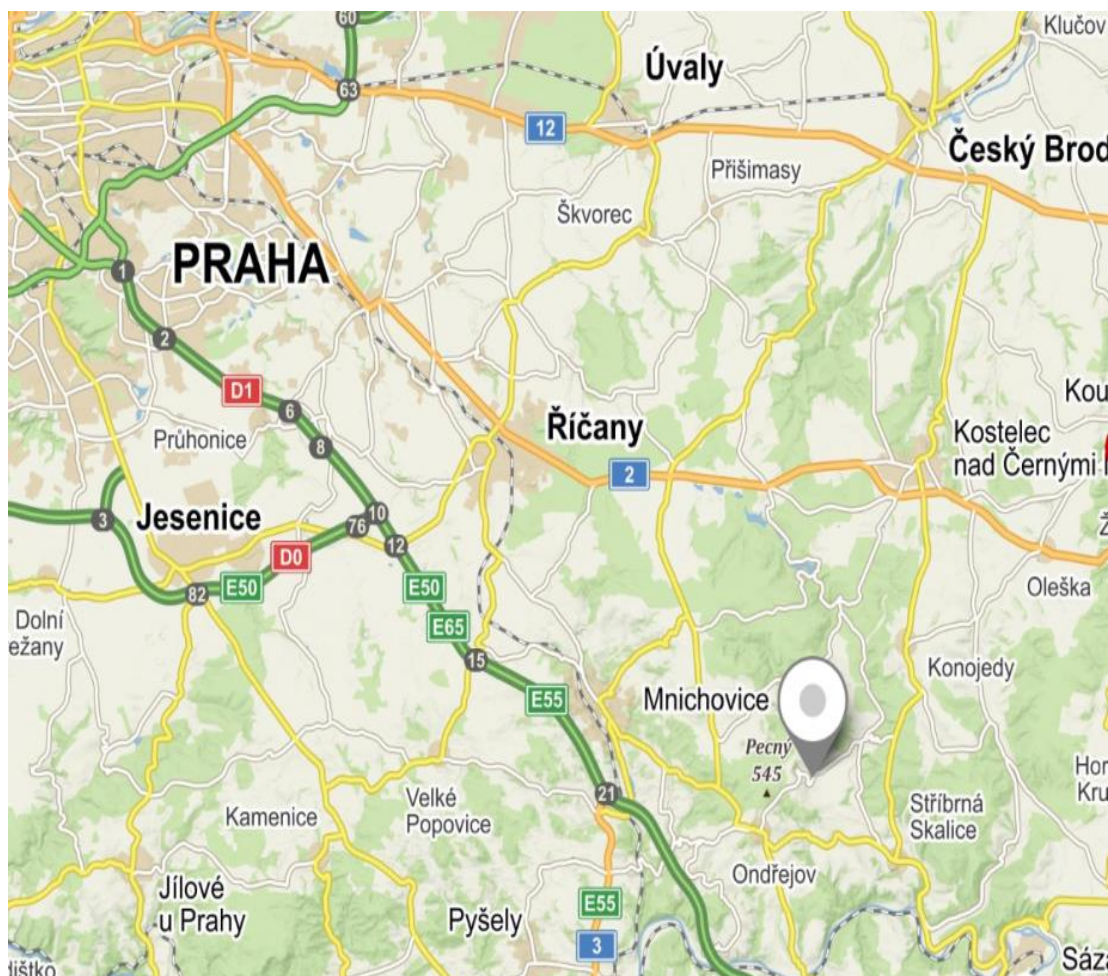 60
Klučov
Úvaly
63
12
Český Brod
Přišimasy
Škvorec
PRAHA
1
2
D1
6
Průhonice
8
Říčany
2
Kou
Kostelec
nad Černými
3
Jesenice
10
76
12
D0
E50
82
E50
E65
Oleška
Dolní
ežany
15
E55
Mnichovice
Konojedy
Pecný
545
21
Hor
Kru
Kamenice
Velké
Popovice
Stříbrná
Skalice
Ondřejov
Jílové
u Prahy
Pyšely
E55
3
Sáza
dištko